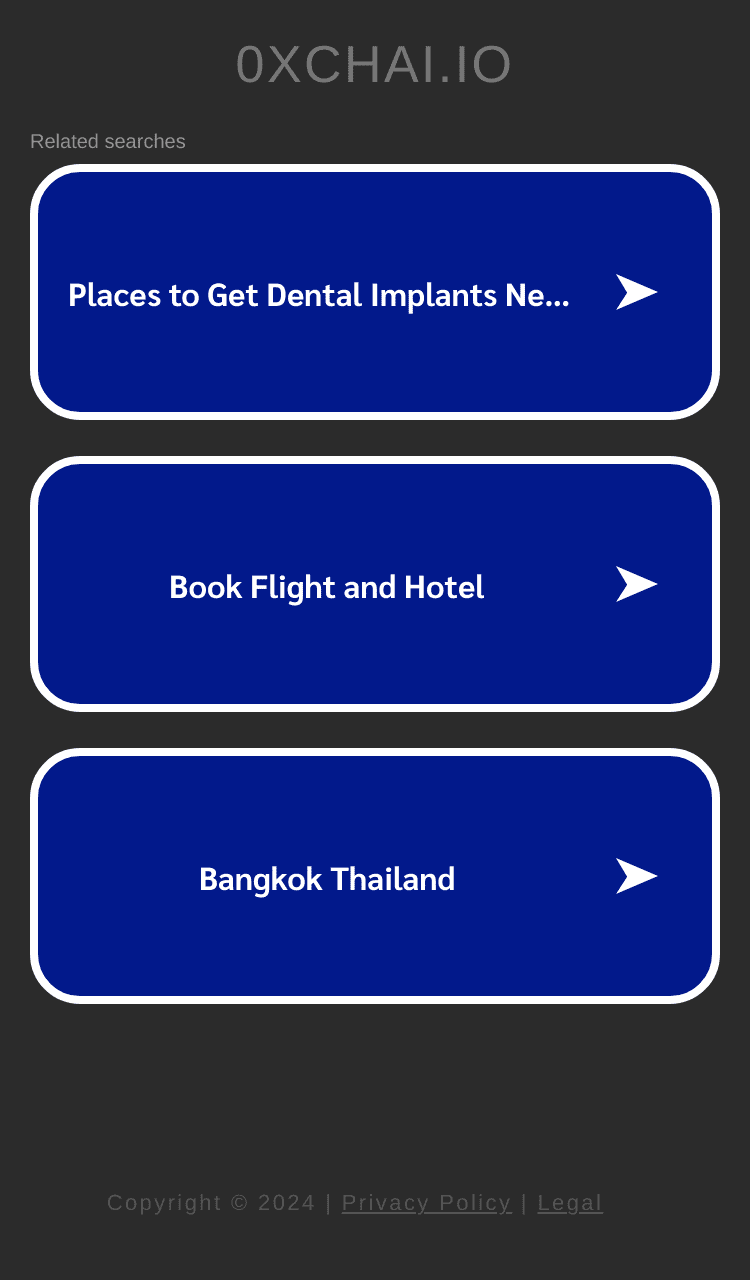 0XCHAI.IO
Related searches
Places to Get Dental Implants Ne...
Book Flight and Hotel
Bangkok Thailand
Copyright © 2024 | Privacy Policy | Legal